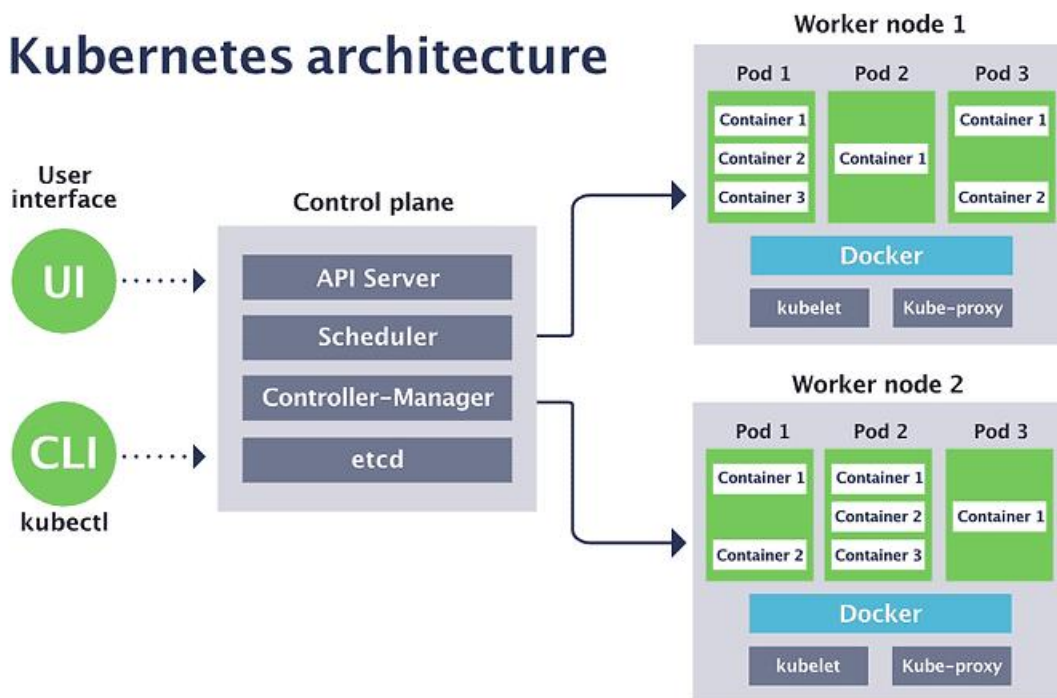 Kubernetes architecture
User
interface
UI
CLI
kubectl
Control plane
API Server
Scheduler
Controller-Manager
etcd
Worker node 1
Pod 1
Pod 2
Pod 3
Container 1
Container 2
Container 3
Container 1
Container 1
Container 2
Docker
kubelet
Kube-proxy
Worker node 2
Pod 1
Pod 2
Pod 3
Container 1
Container 2
Container 1
Container 2
Container 3
Container 1
Docker
kubelet
Kube-proxy